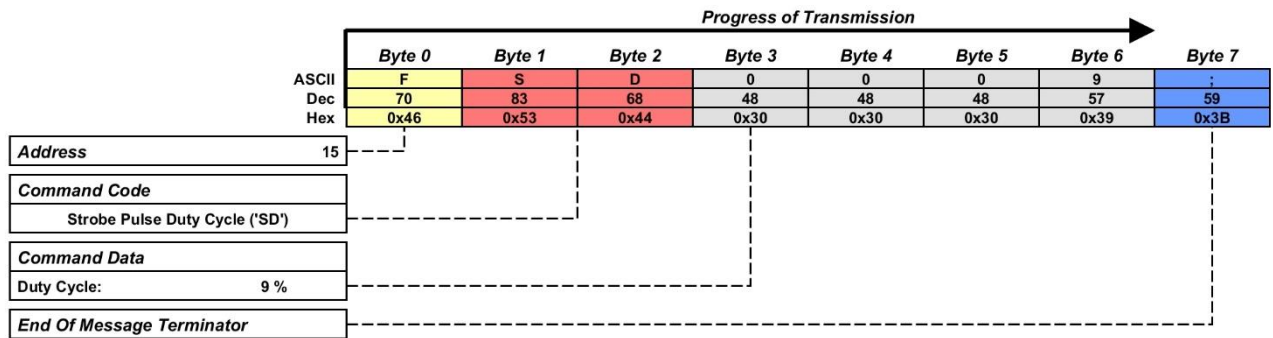 Progress of Transmission
Byte 0 Byte 1 Byte 2 Byte 3 Byte 4 Byte 5 Byte 6 Byte 7
ASCII F S D 0 0 0 9 ;
Dec 70 83 68 48 48 48 57 59
Hex 0x46 0x53 0x44 0x30 0x30 0x30 0x39 0x3B
Address 15
Command Code
Strobe Pulse Duty Cycle ('SD')
Command Data
Duty Cycle: 9 %
End Of Message Terminator